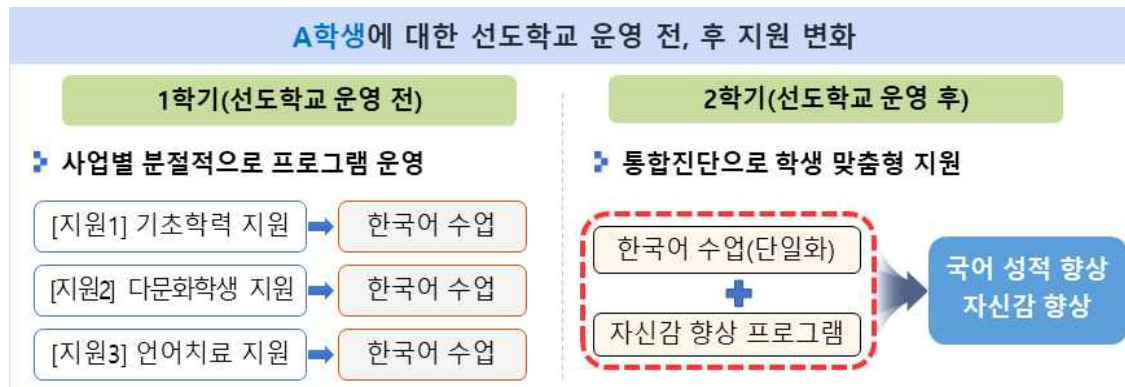 A학생에 대한 선도학교 운영 전, 후 지원 변화
1학기(선도학교 운영 전)
사업별 분절적으로 프로그램 운영
[지원1] 기초학력 지원
한국어 수업
[지원2] 다문화학생 지원
한국어 수업
[지원3] 언어치료 지원
한국어 수업
2학기(선도학교 운영 후)
통합진단으로 학생 맞춤형 지원
한국어 수업(단일화)
자신감 향상 프로그램
국어 성적 향상
자신감 향상